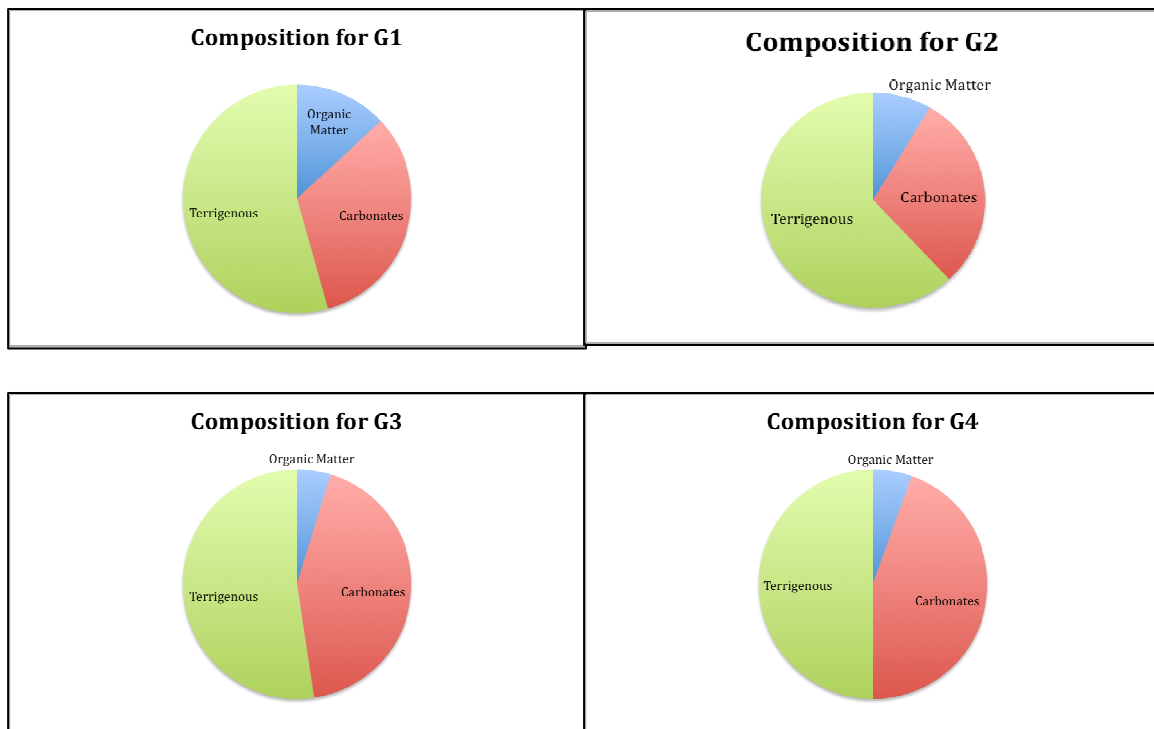 Composition for G1
Organic
Matter
Terrigenous
Carbonates
Composition for G2
Organic Matter
Carbonates
Terrigenous
Composition for G3
Organic Matter
Terrigenous
Carbonates
Composition for G4
Organic Matter
Terrigenous
Carbonates